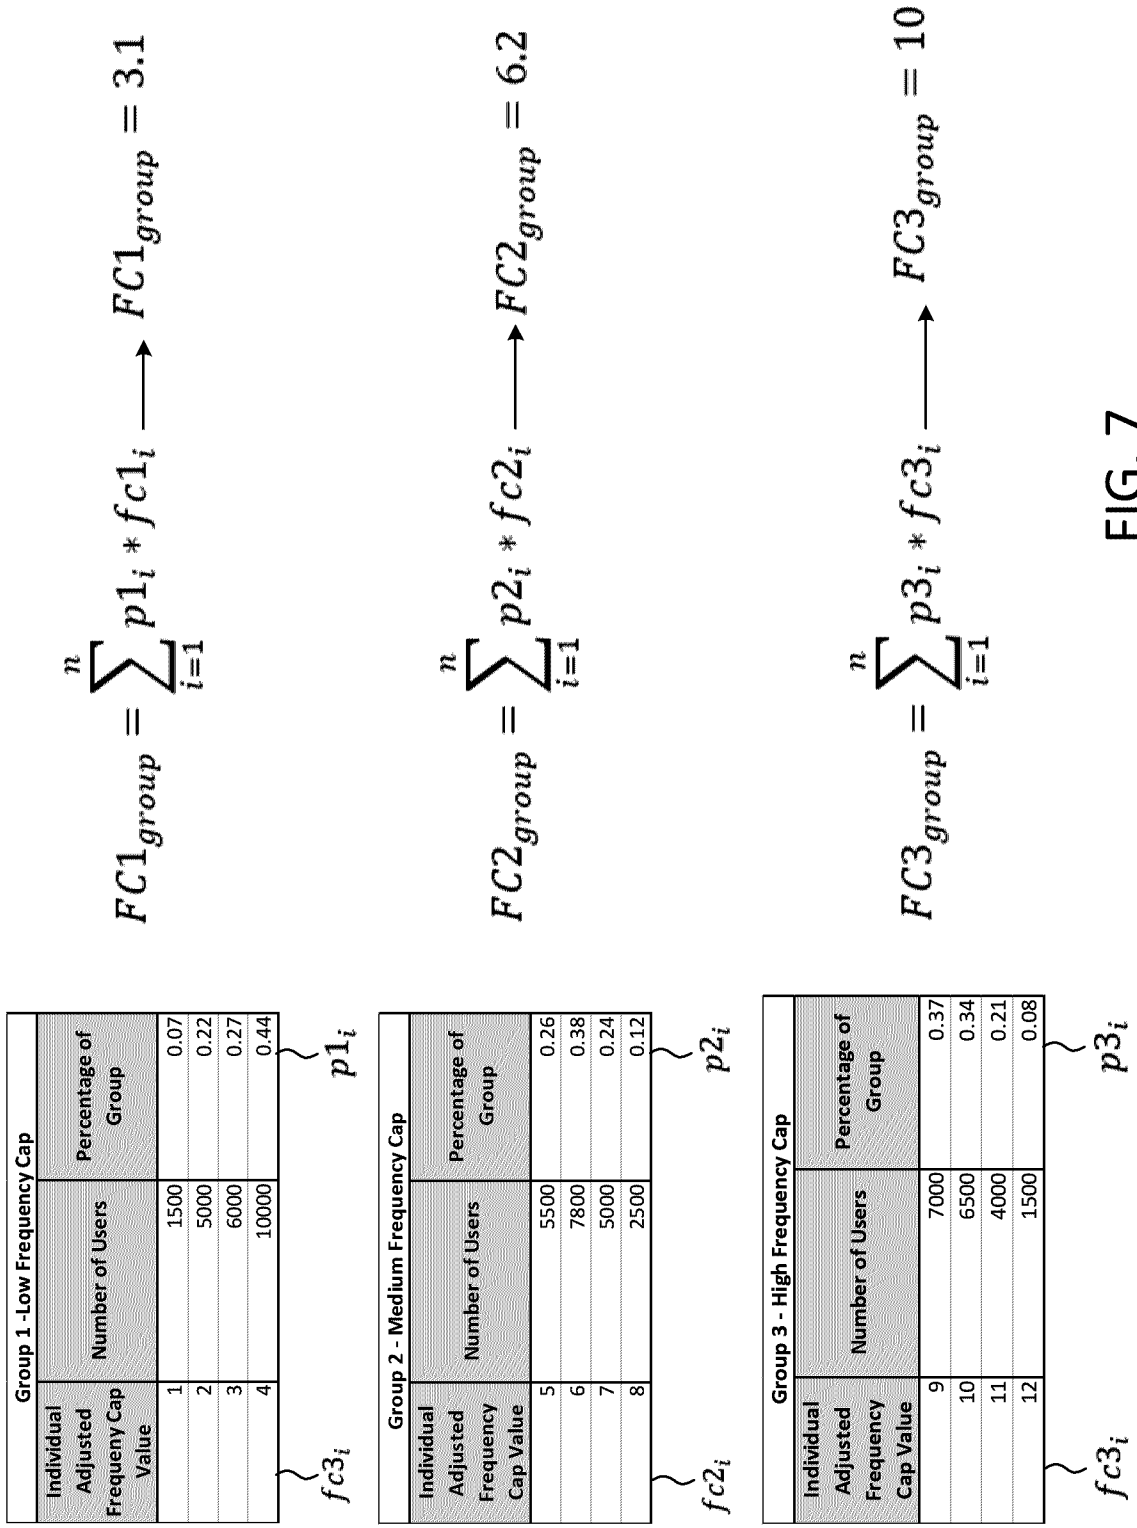 Group 1 -Low Frequency Cap
Individual Adjusted Frequeny Cap Value | Number of Users | Percentage of Group
1 | 1500 | 0.07
2 | 5000 | 0.22
3 | 6000 | 0.27
4 | 10000 | 0.44
fc3ᵢ
p1ᵢ
FC1group = ∑ⁿᵢ₌₁ p1ᵢ * fc1ᵢ → FC1group = 3.1
Group 2 - Medium Frequency Cap
Individual Adjusted Frequency Cap Value | Number of Users | Percentage of Group
5 | 5500 | 0.26
6 | 7800 | 0.38
7 | 5000 | 0.24
8 | 2500 | 0.12
fc2ᵢ
p2ᵢ
FC2group = ∑ⁿᵢ₌₁ p2ᵢ * fc2ᵢ → FC2group = 6.2
Group 3 - High Frequency Cap
Individual Adjusted Frequency Cap Value | Number of Users | Percentage of Group
9 | 7000 | 0.37
10 | 6500 | 0.34
11 | 4000 | 0.21
12 | 1500 | 0.08
fc3ᵢ
p3ᵢ
FC3group = ∑ⁿᵢ₌₁ p3ᵢ * fc3ᵢ → FC3group = 10
FIG. 7